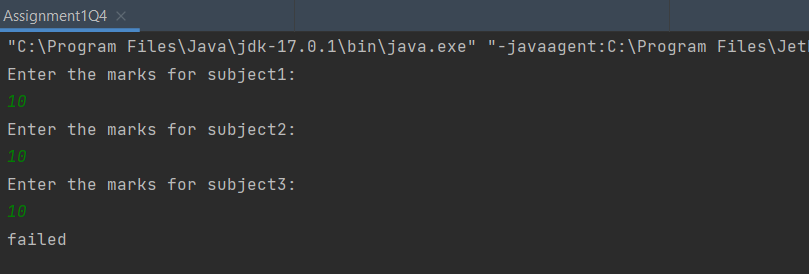 Assignment1Q4
"C:\Program Files\Java\jdk-17.0.1\bin\java.exe" "-javaagent:C:\Program Files\Jet
Enter the marks for subject1:
10
Enter the marks for subject2:
10
Enter the marks for subject3:
10
failed